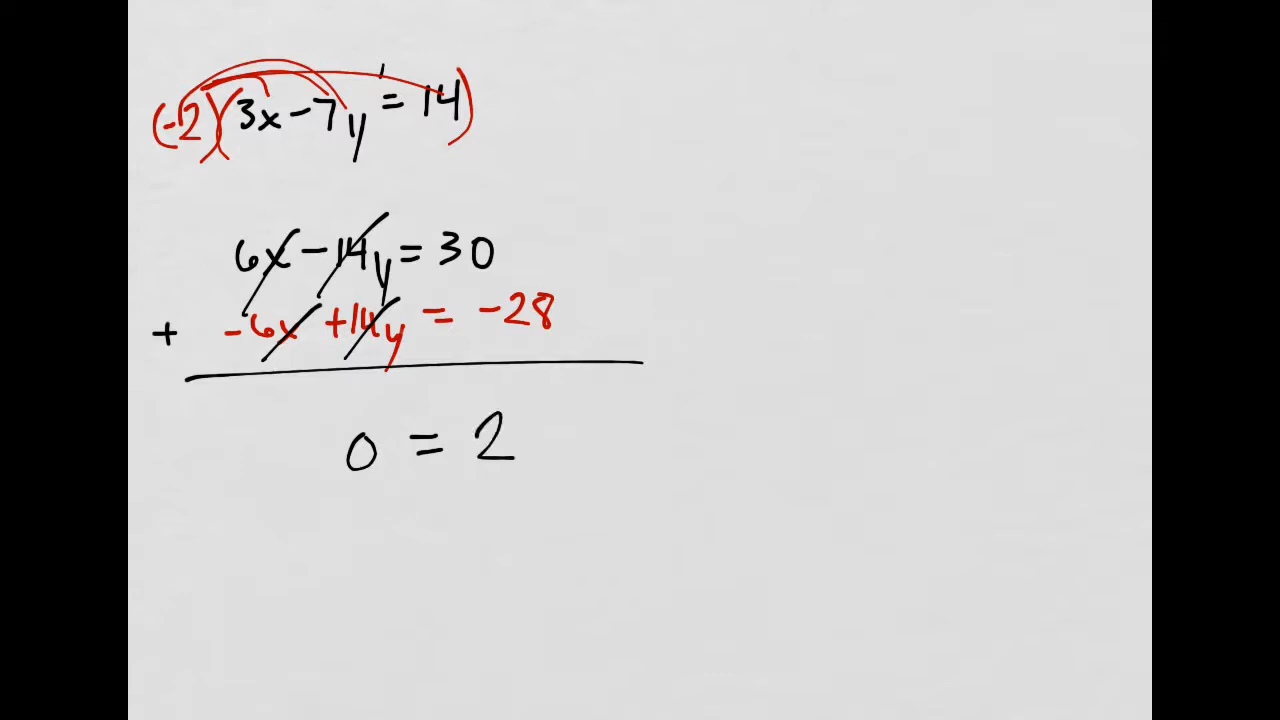 (-2)(3x-7y=14)
6x-14y=30
+ -6x+14y=-28
0=2